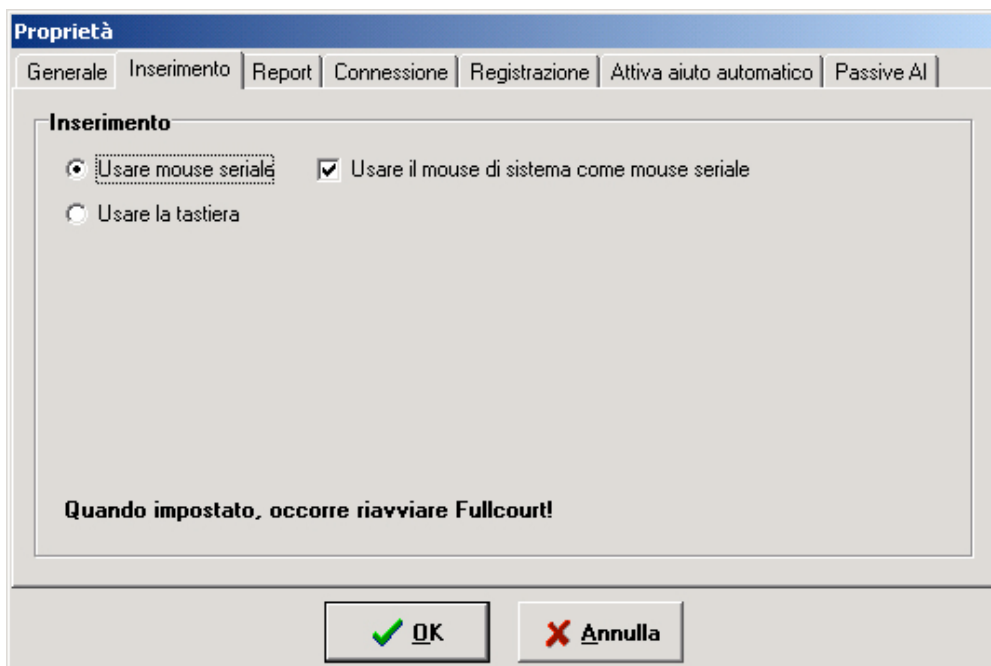 Proprietà
Generale Inserimento Report Connessione Registrazione Attiva aiuto automatico Passive AI
Inserimento
Usare mouse seriale Usare il mouse di sistema come mouse seriale
Usare la tastiera
Quando impostato, occorre riavviare Fullcourt!
OK Annulla